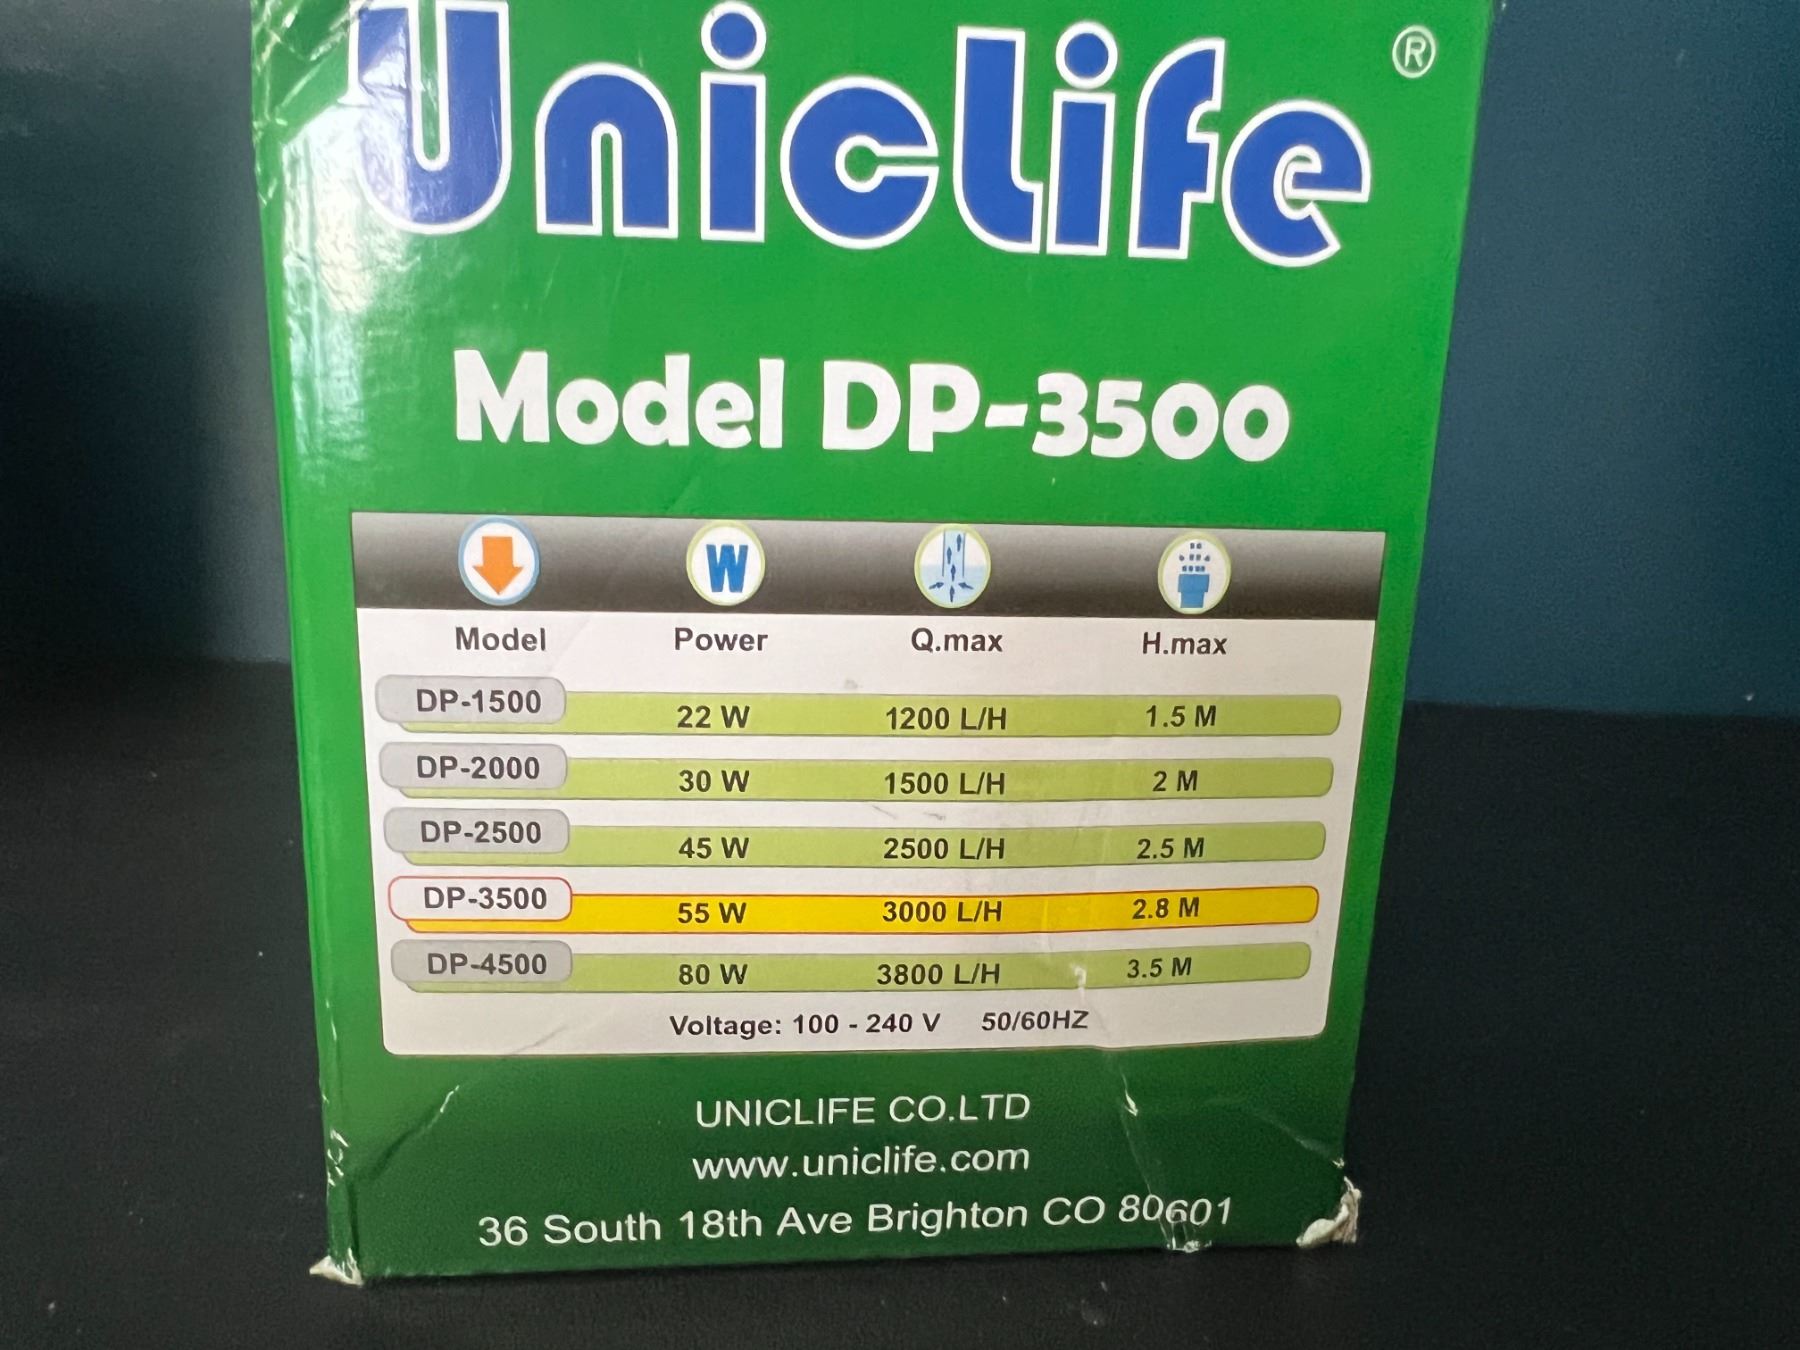 UnicLife ®
Model DP-3500
W
Model Power Q.max H.max
DP-1500 22 W 1200 L/H 1.5 M
DP-2000 30 W 1500 L/H 2 M
DP-2500 45 W 2500 L/H 2.5 M
DP-3500 55 W 3000 L/H 2.8 M
DP-4500 80 W 3800 L/H 3.5 M
Voltage: 100 - 240 V 50/60HZ
UNICLIFE CO.LTD
www.uniclife.com
36 South 18th Ave Brighton CO 80601